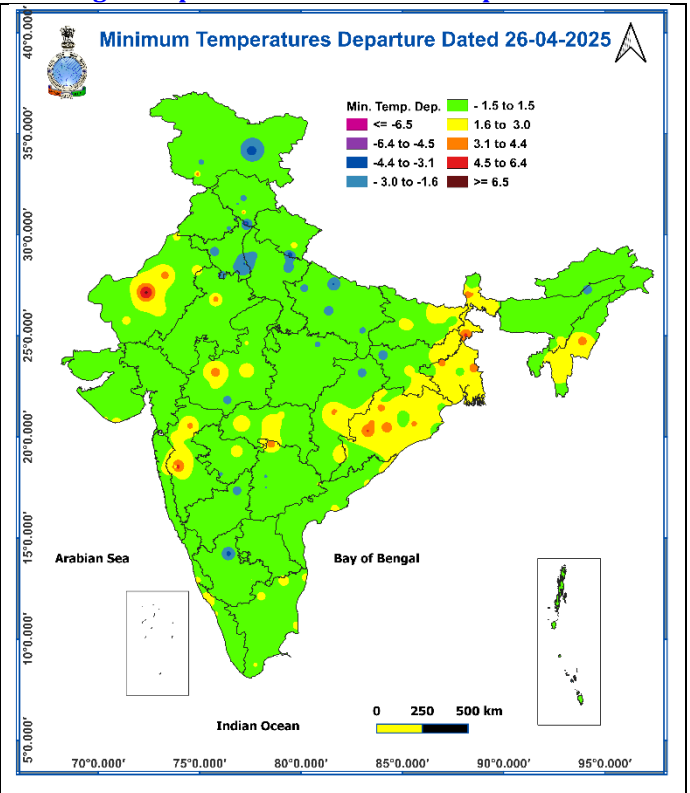 Minimum Temperatures Departure Dated 26-04-2025
Min. Temp. Dep.
<= -6.5
-6.4 to -4.5
-4.4 to -3.1
- 3.0 to -1.6
- 1.5 to 1.5
1.6 to 3.0
3.1 to 4.4
4.5 to 6.4
>= 6.5
40°0.000'
35°0.000'
30°0.000'
25°0.000'
20°0.000'
15°0.000'
10°0.000'
5°0.000'
Arabian Sea
Bay of Bengal
Indian Ocean
0 250 500 km
70°0.000' 75°0.000' 80°0.000' 85°0.000' 90°0.000' 95°0.000'